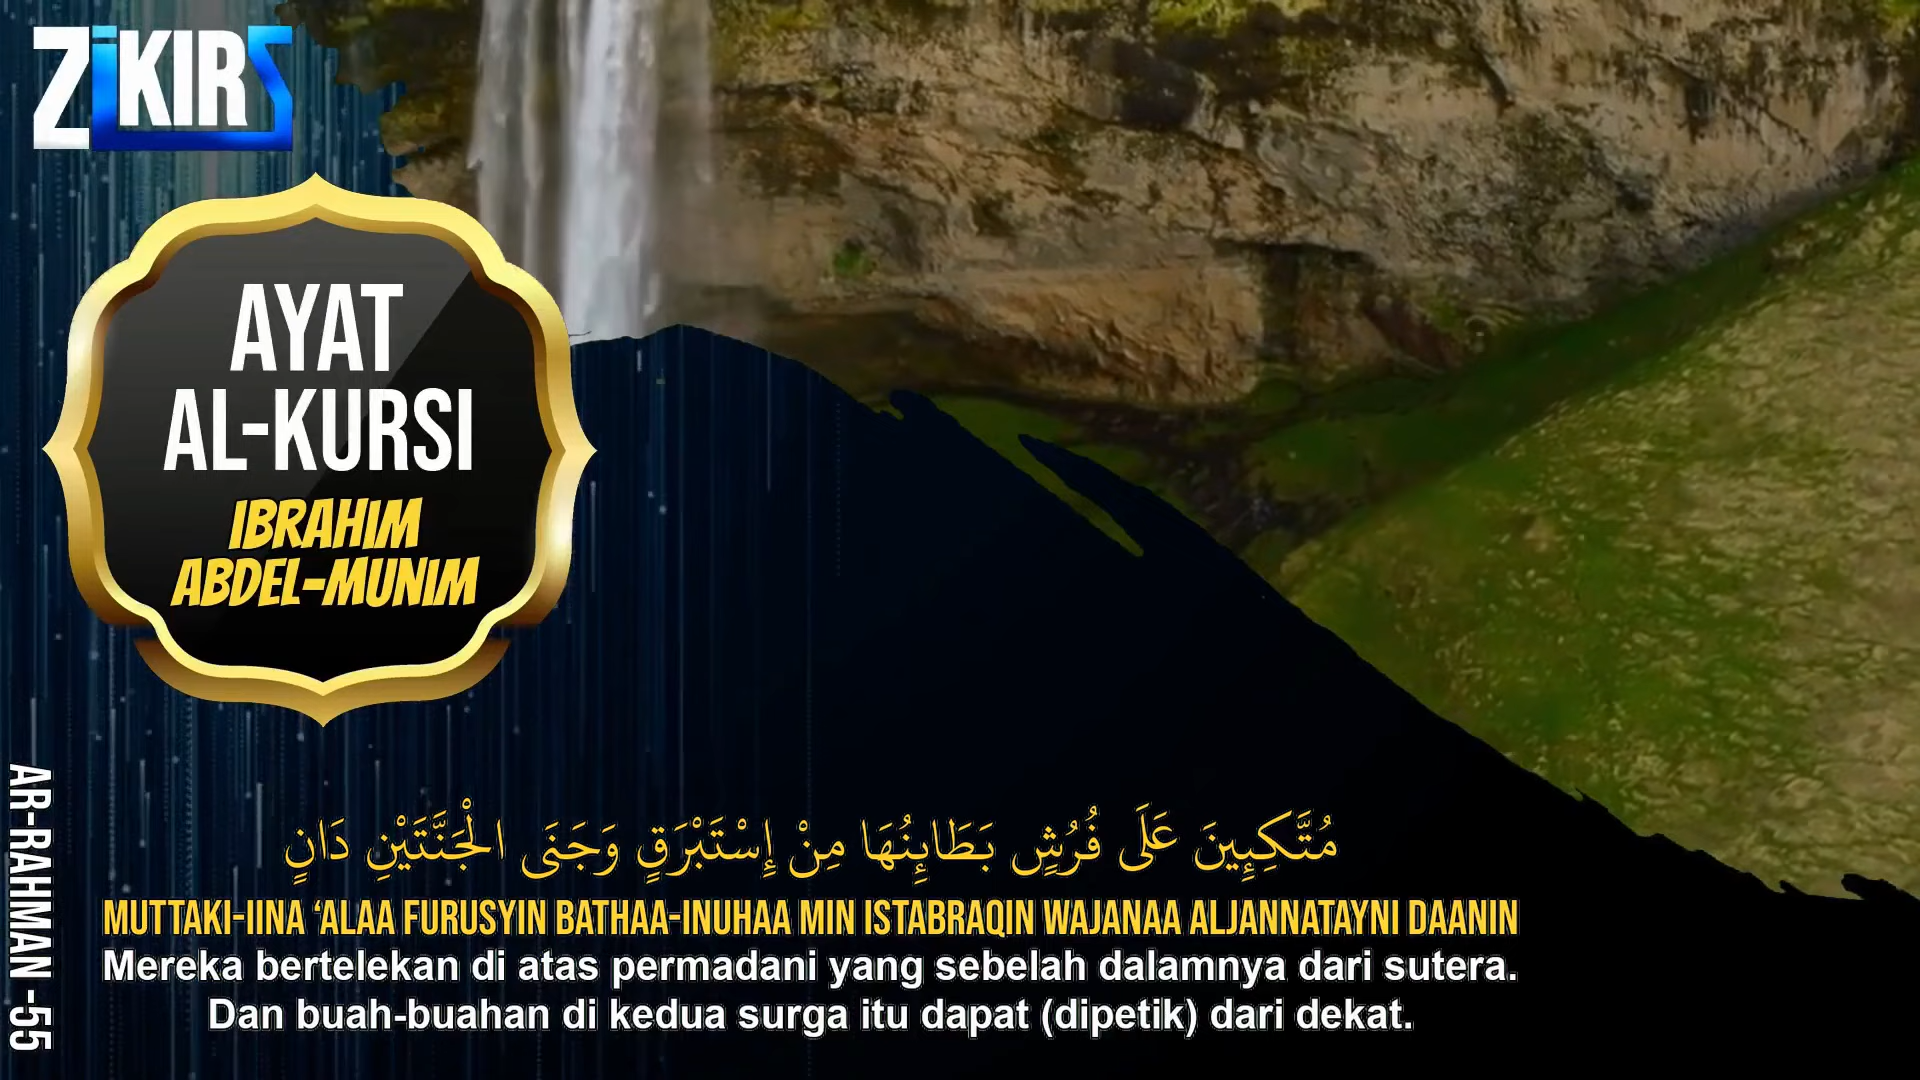 ZiKIRS
AYAT
AL-KURSI
IBRAHIM
ABDEL-MUNIM
AR-RAHMAN -55
مُتَّكِـِٕينَ عَلَى فُرُشٍ بَطَائِنُهَا مِنْ إِسْتَبْرَقٍ وَجَنَى الْجَنَّتَيْنِ دَانٍ
MUTTAKI-IINA ‘ALAA FURUSYIN BATHAA-INUHAA MIN ISTABRAQIN WAJANAA ALJANNATAYNI DAANIN
Mereka bertelekan di atas permadani yang sebelah dalamnya dari sutera.
Dan buah-buahan di kedua surga itu dapat (dipetik) dari dekat.